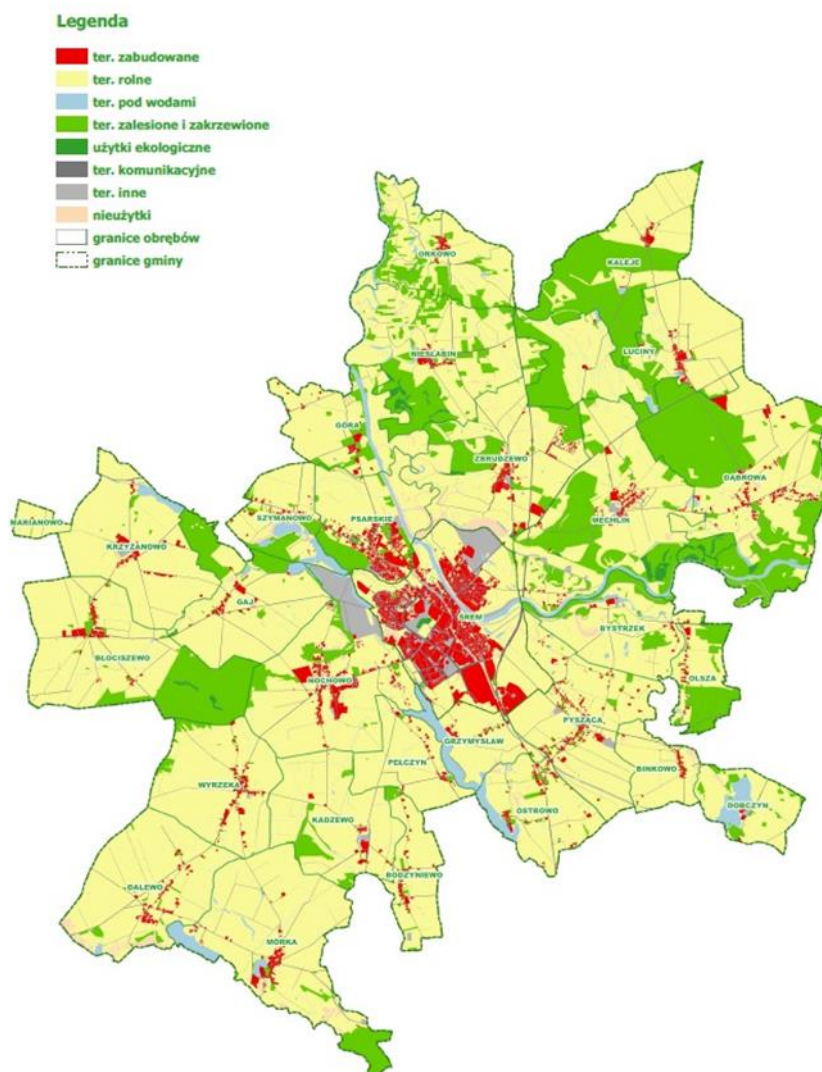 Legenda
ter. zabudowane
ter. rolne
ter. pod wodami
ter. zalesione i zakrzewione
użytki ekologiczne
ter. komunikacyjne
ter. inne
nieużytki
granice obrębów
granice gminy
ORKOWO
KALEJE
NIESŁABIN
LUCINY
GÓRA
ZBRUDZEWO
DĄBROWA
MARIANOWO
SZYMANOWO
PSARSKIE
MECHLIN
KRZYŻANOWO
GAJ
ŚREM
BYSTRZEK
BŁOCISZEWO
NOCHOWO
OLSZA
PYSZĄCA
GRZYMYSŁAW
PEŁCZYN
BINKOWO
WYRZEKA
DOBCZYN
KADZEWO
OSTROWO
BODZYNIEWO
DALEWO
MÓRKA